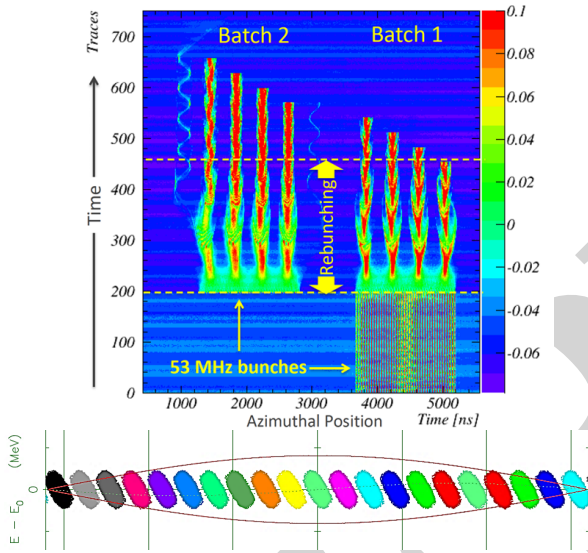 Traces
700
600
500
400
300
200
100
0
Time
Batch 2
Batch 1
Rebunching
53 MHz bunches
1000
2000
3000
4000
5000
Azimuthal Position
Time [ns]
0.1
0.08
0.06
0.04
0.02
0
-0.02
-0.04
-0.06
E − E0 (MeV)
0